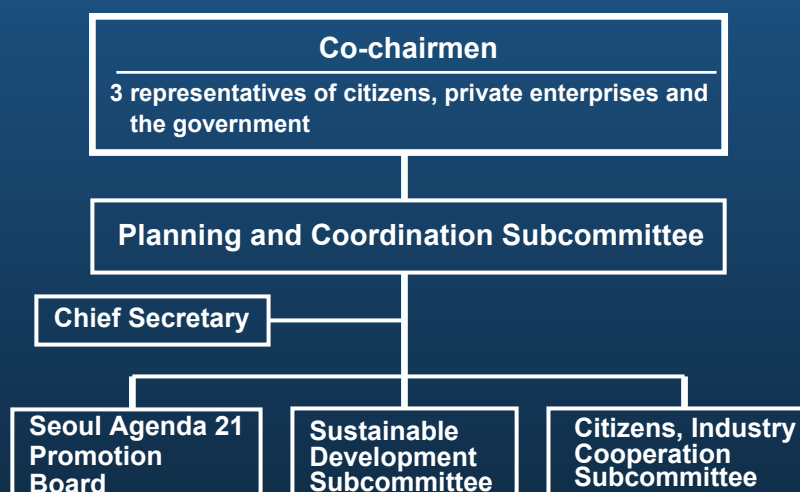 Co-chairmen
3 representatives of citizens, private enterprises and
the government
Planning and Coordination Subcommittee
Chief Secretary
Seoul Agenda 21
Promotion
Board
Sustainable
Development
Subcommittee
Citizens, Industry
Cooperation
Subcommittee